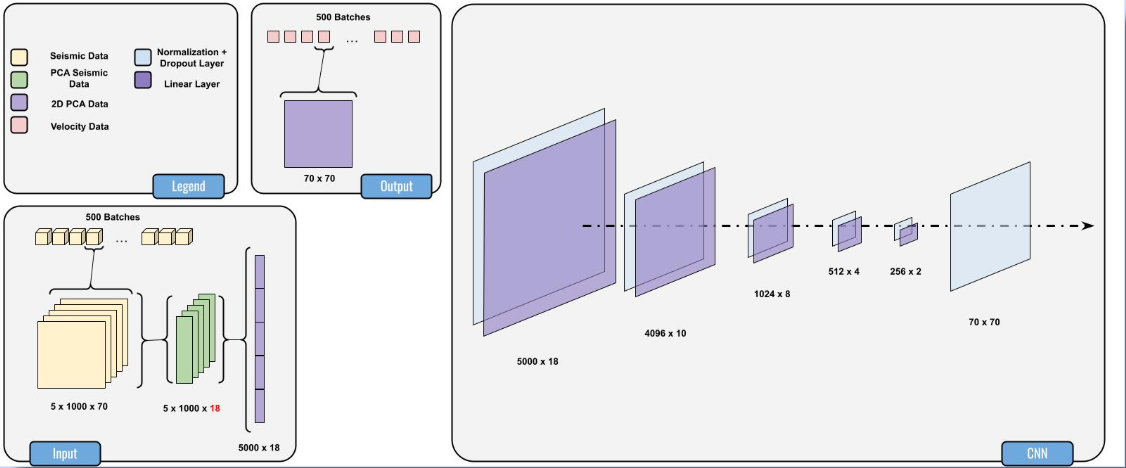 Seismic Data
PCA Seismic
Data
2D PCA Data
Velocity Data
Normalization +
Dropout Layer
Linear Layer
Legend
500 Batches
...
70 x 70
Output
500 Batches
...
5 x 1000 x 70
5 x 1000 x 18
5000 x 18
Input
5000 x 18
4096 x 10
1024 x 8
512 x 4
256 x 2
70 x 70
CNN